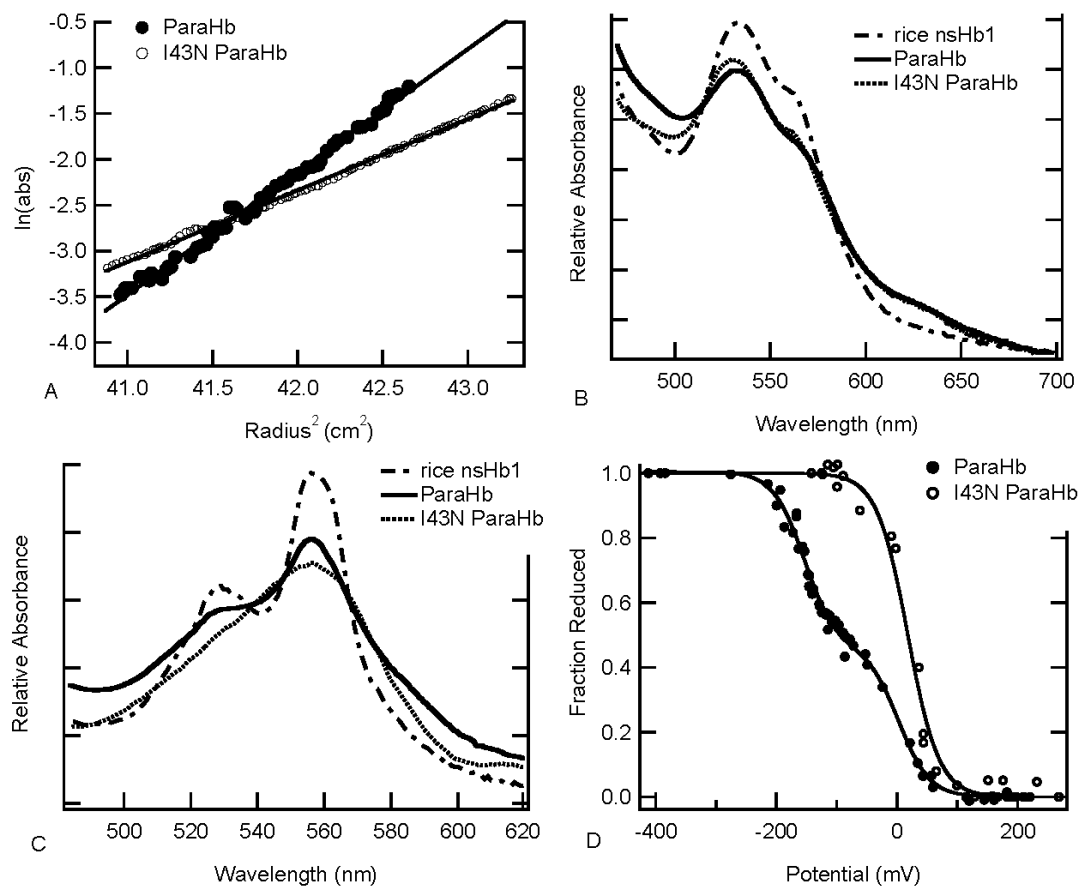 ParaHb
I43N ParaHb
-0.5
-1.0
-1.5
-2.0
-2.5
-3.0
-3.5
-4.0
ln(abs)
41.0 41.5 42.0 42.5 43.0
A
Radius² (cm²)
rice nsHb1
ParaHb
I43N ParaHb
Relative Absorbance
500 550 600 650 700
B
Wavelength (nm)
rice nsHb1
ParaHb
I43N ParaHb
Relative Absorbance
500 520 540 560 580 600 620
C
Wavelength (nm)
ParaHb
I43N ParaHb
1.0
0.8
0.6
0.4
0.2
0.0
Fraction Reduced
-400 -200 0 200
D
Potential (mV)